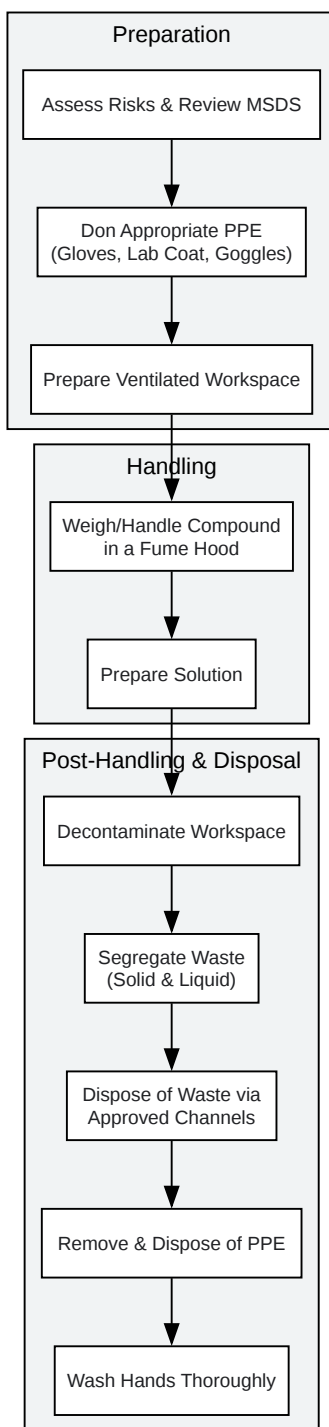 Preparation
Assess Risks & Review MSDS
Don Appropriate PPE
(Gloves, Lab Coat, Goggles)
Prepare Ventilated Workspace
Handling
Weigh/Handle Compound
in a Fume Hood
Prepare Solution
Post-Handling & Disposal
Decontaminate Workspace
Segregate Waste
(Solid & Liquid)
Dispose of Waste via
Approved Channels
Remove & Dispose of PPE
Wash Hands Thoroughly